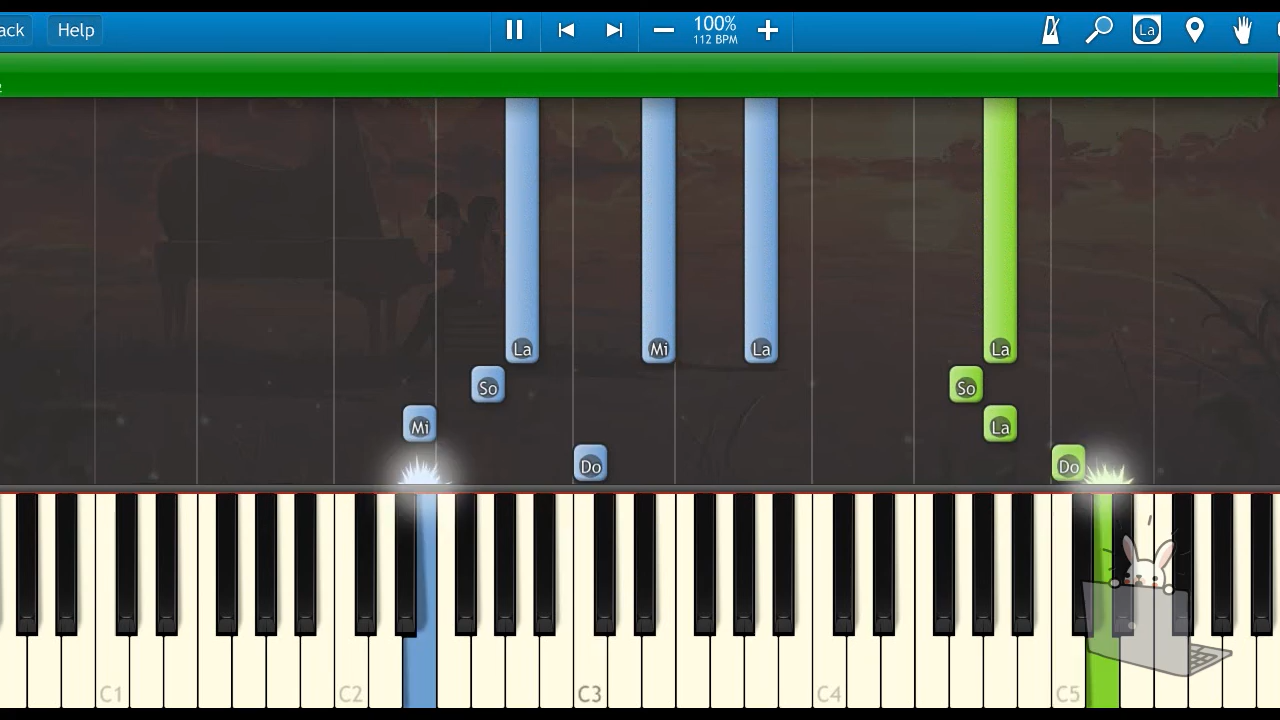 ack Help 100% La
112 BPM
2
La Mi La La
So So
Mi La
Do Do
C1 C2 C3 C4 C5